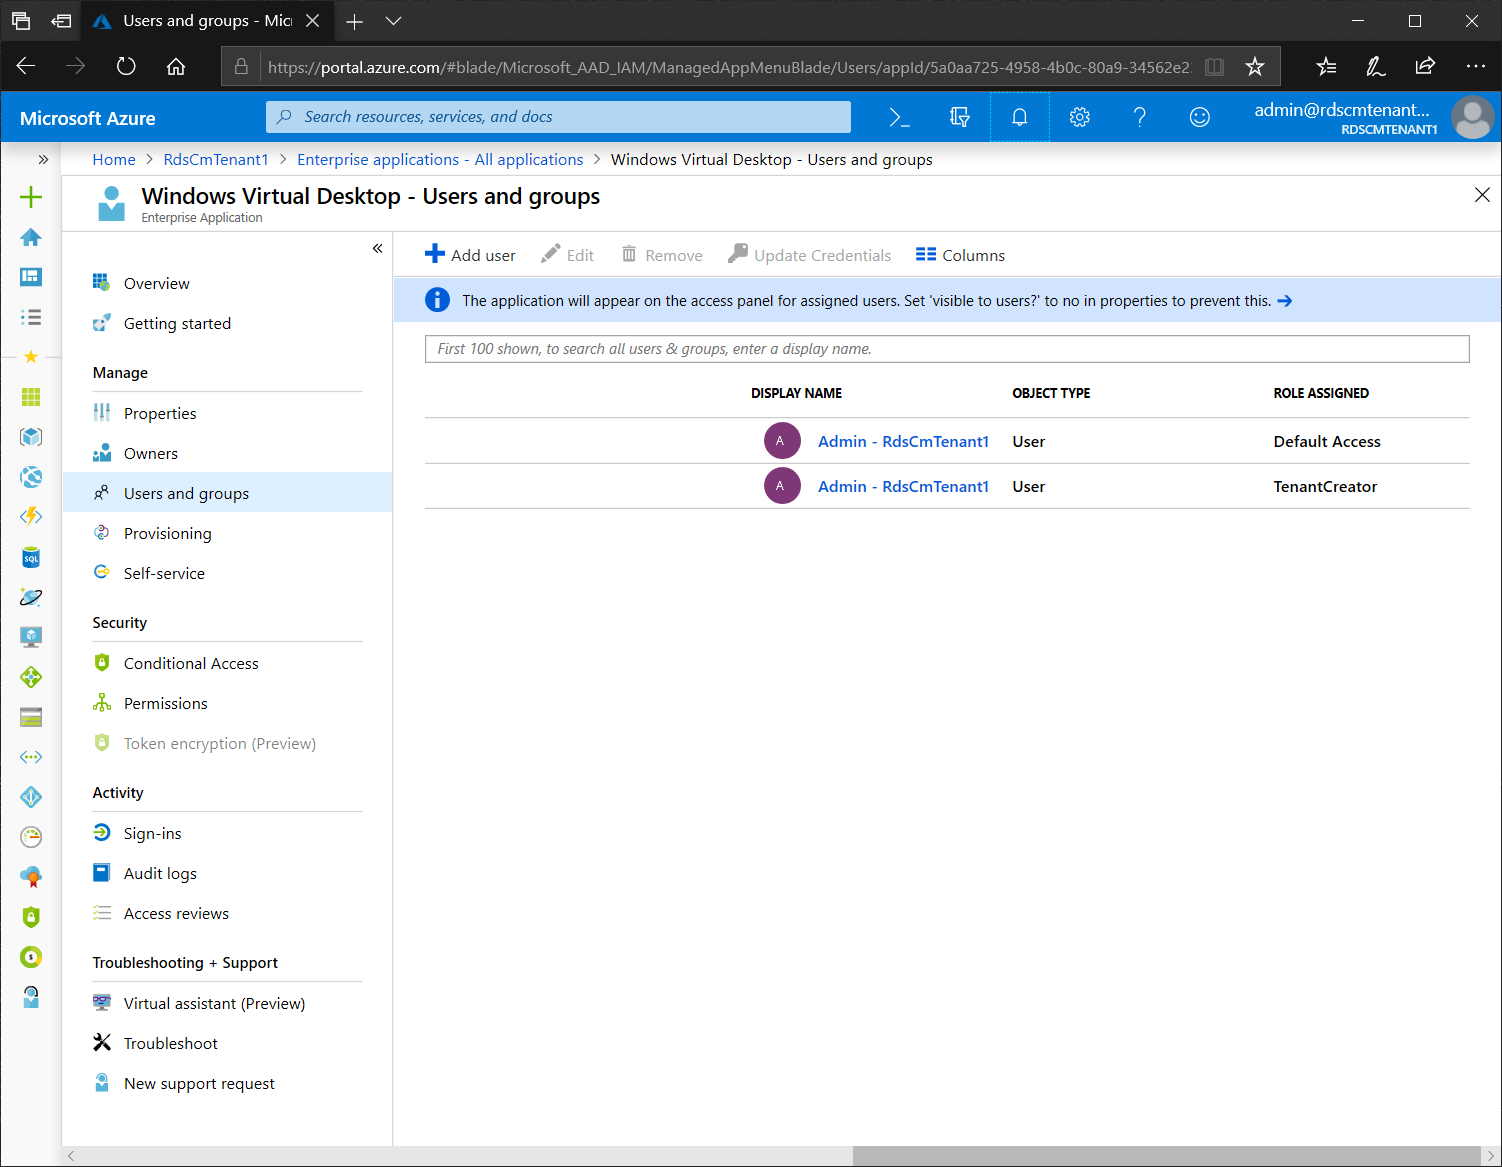 Users and groups - Mic
https://portal.azure.com/#blade/Microsoft_AAD_IAM/ManagedAppMenuBlade/Users/appId/5a0aa725-4958-4b0c-80a9-34562e2
Microsoft Azure
Search resources, services, and docs
admin@rdscmtenant...
RDSCMTENANT1
Home > RdsCmTenant1 > Enterprise applications - All applications > Windows Virtual Desktop - Users and groups
Windows Virtual Desktop - Users and groups
Enterprise Application
Add user Edit Remove Update Credentials Columns
The application will appear on the access panel for assigned users. Set 'visible to users?' to no in properties to prevent this.
First 100 shown, to search all users & groups, enter a display name.
DISPLAY NAME OBJECT TYPE ROLE ASSIGNED
A Admin - RdsCmTenant1 User Default Access
A Admin - RdsCmTenant1 User TenantCreator
Overview
Getting started
Manage
Properties
Owners
Users and groups
Provisioning
Self-service
Security
Conditional Access
Permissions
Token encryption (Preview)
Activity
Sign-ins
Audit logs
Access reviews
Troubleshooting + Support
Virtual assistant (Preview)
Troubleshoot
New support request
SQL